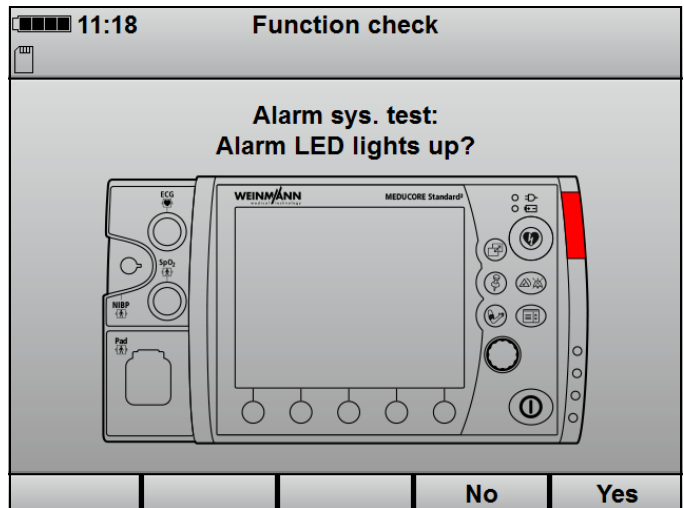 11:18 Function check
Alarm sys. test:
Alarm LED lights up?
ECG
WEINMANN
medical technology
MEDUCORE Standard²
SpO₂
NIBP
Pad
No Yes